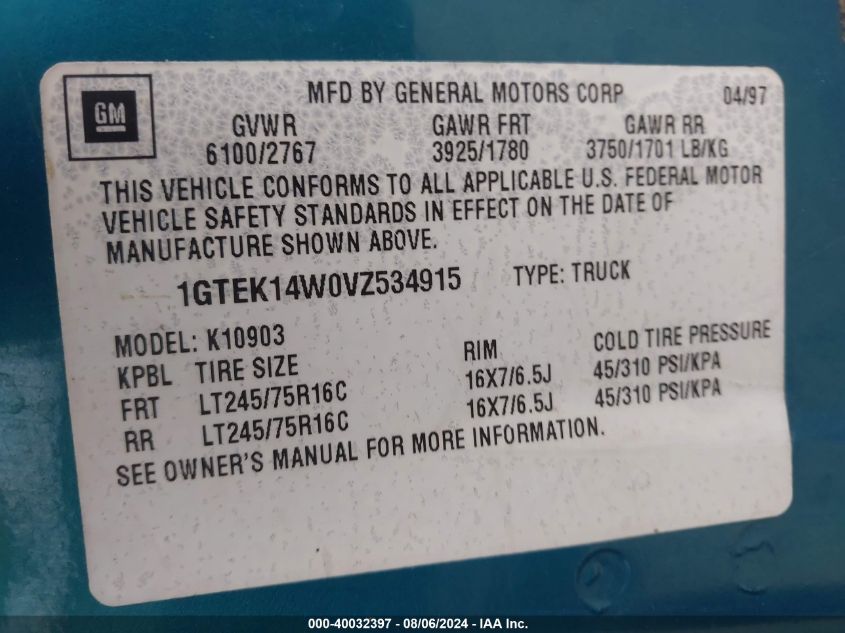 GM
MFD BY GENERAL MOTORS CORP 04/97
GVWR GAWR FRT GAWR RR
6100/2767 3925/1780 3750/1701 LB/KG
THIS VEHICLE CONFORMS TO ALL APPLICABLE U.S. FEDERAL MOTOR
VEHICLE SAFETY STANDARDS IN EFFECT ON THE DATE OF
MANUFACTURE SHOWN ABOVE.
1GTEK14W0VZ534915 TYPE: TRUCK
MODEL: K10903
KPBL TIRE SIZE RIM COLD TIRE PRESSURE
FRT LT245/75R16C 16X7/6.5J 45/310 PSI/KPA
RR LT245/75R16C 16X7/6.5J 45/310 PSI/KPA
SEE OWNER'S MANUAL FOR MORE INFORMATION.
000-40032397 - 08/06/2024 - IAA Inc.